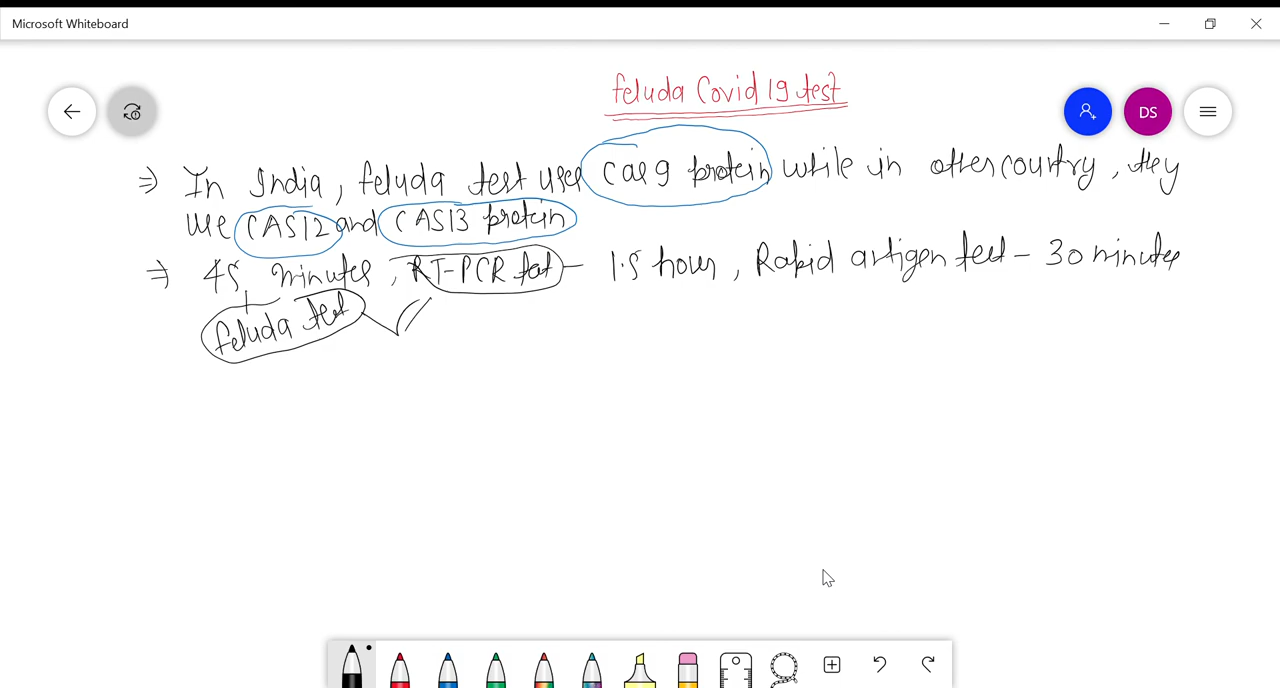 Microsoft Whiteboard
feluda Covid 19 test
DS
⇒ In India, feluda test uses Cas 9 protein while in other country, they
use CAS12 and CAS13 protein
⇒ 45 minutes, RT-PCR test - 1.5 hour, Rapid antigen test - 30 minutes
feluda test